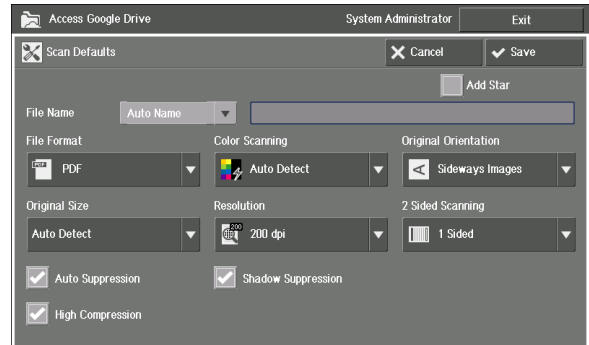 Access Google Drive System Administrator Exit
Scan Defaults Cancel Save
Add Star
File Name Auto Name
File Format Color Scanning Original Orientation
PDF PDF Auto Detect A Sideways Images
Original Size Resolution 2 Sided Scanning
Auto Detect 200 200 dpi 1 Sided
Auto Suppression Shadow Suppression
High Compression